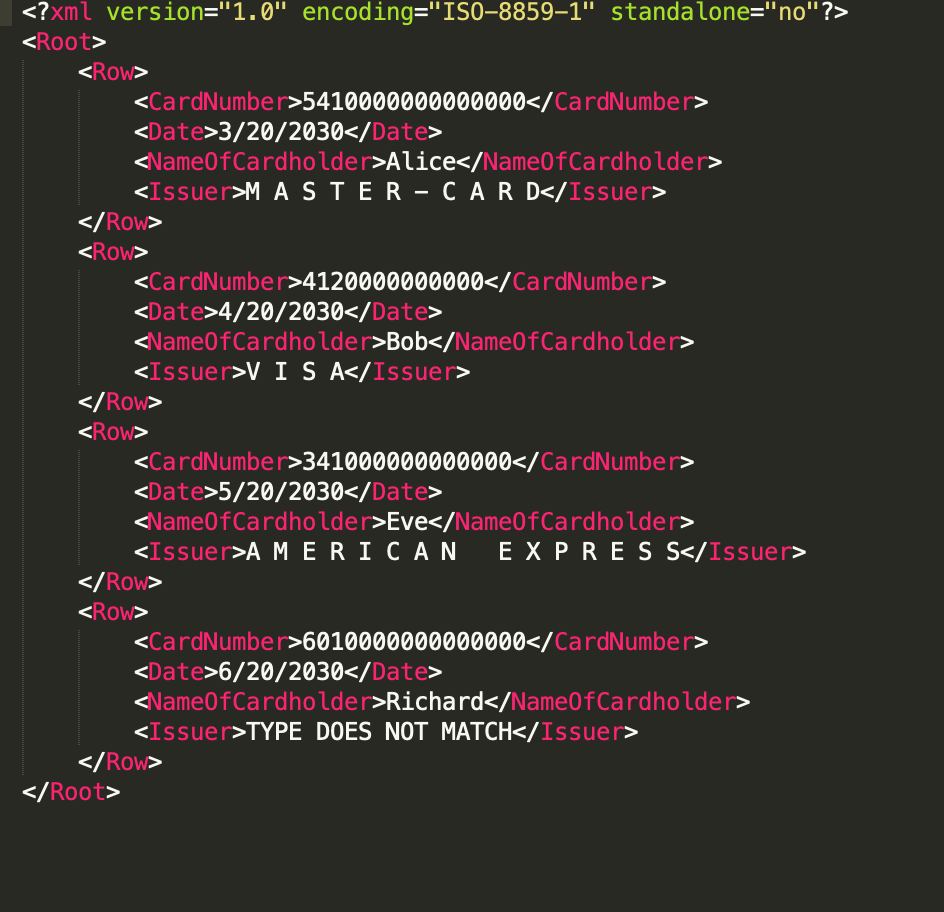 <?xml version="1.0" encoding="ISO-8859-1" standalone="no"?>
<Root>
    <Row>
        <CardNumber>5410000000000000</CardNumber>
        <Date>3/20/2030</Date>
        <NameOfCardholder>Alice</NameOfCardholder>
        <Issuer>M A S T E R - C A R D</Issuer>
    </Row>
    <Row>
        <CardNumber>4120000000000</CardNumber>
        <Date>4/20/2030</Date>
        <NameOfCardholder>Bob</NameOfCardholder>
        <Issuer>V I S A</Issuer>
    </Row>
    <Row>
        <CardNumber>341000000000000</CardNumber>
        <Date>5/20/2030</Date>
        <NameOfCardholder>Eve</NameOfCardholder>
        <Issuer>A M E R I C A N   E X P R E S S</Issuer>
    </Row>
    <Row>
        <CardNumber>6010000000000000</CardNumber>
        <Date>6/20/2030</Date>
        <NameOfCardholder>Richard</NameOfCardholder>
        <Issuer>TYPE DOES NOT MATCH</Issuer>
    </Row>
</Root>